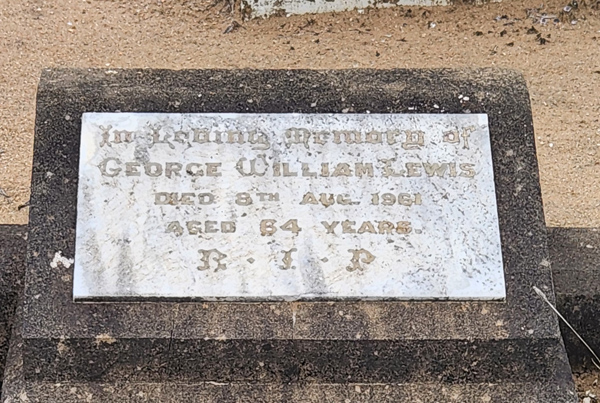 In Loving Memory of
GEORGE WILLIAM LEWIS
DIED 8TH AUG. 1961
AGED 64 YEARS.
R · I · P